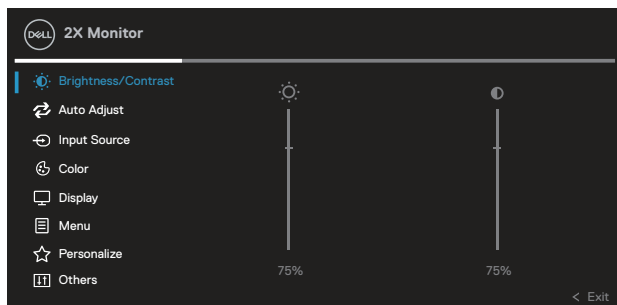 DELL 2X Monitor
Brightness/Contrast
Auto Adjust
Input Source
Color
Display
Menu
Personalize
Others
75% 75%
< Exit